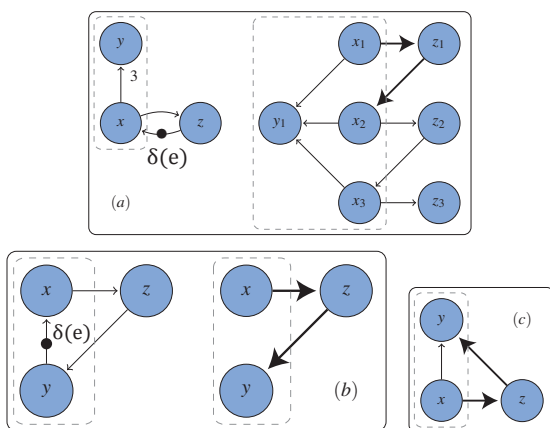 y
x₁
z₁
3
y₁
x₂
z₂
x
z
δ(e)
(a)
x₃
z₃
x
z
x
z
δ(e)
y
y
(b)
y
(c)
x
z